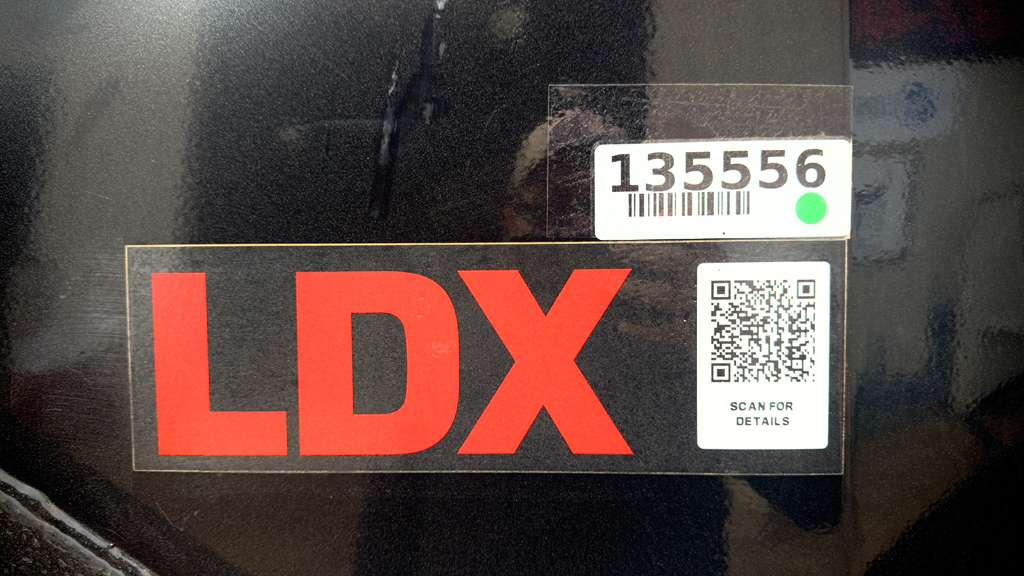 135556
LDX
SCAN FOR
DETAILS